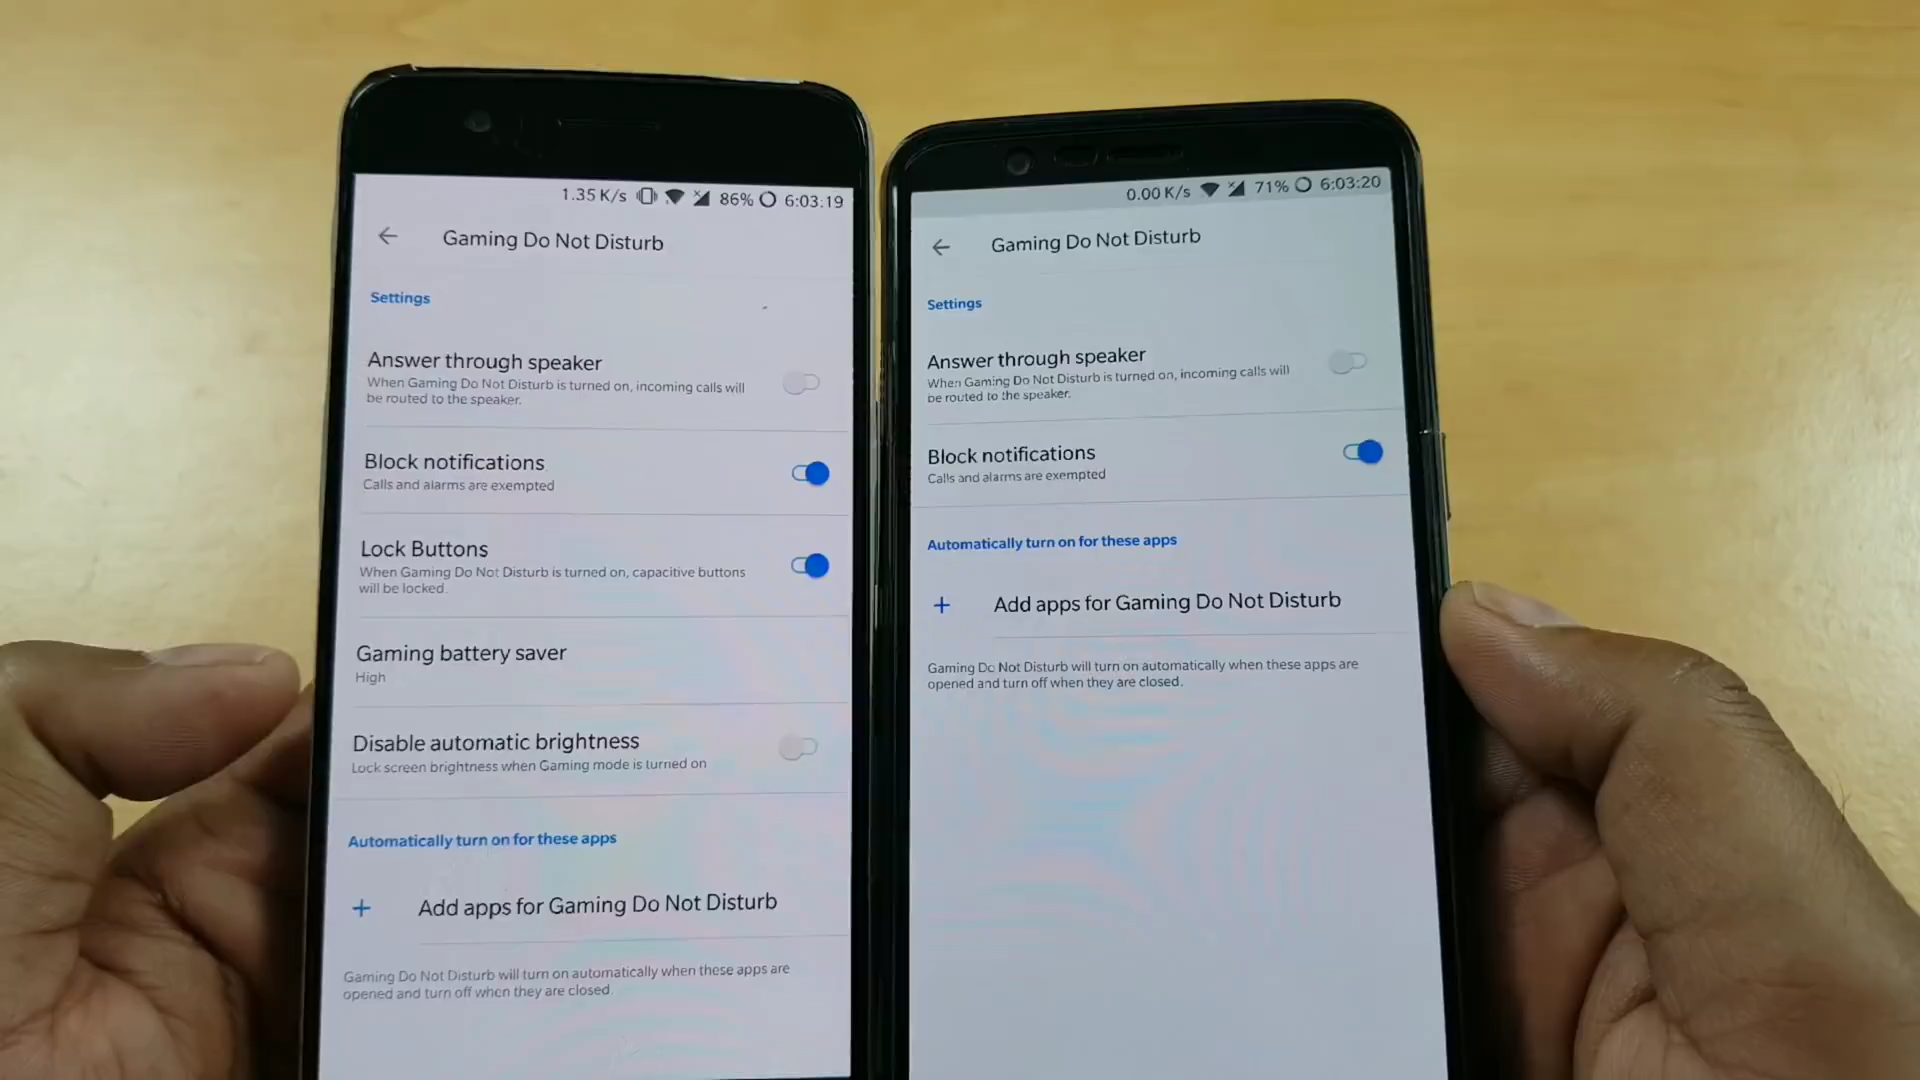 1.35 K/s 86% 6:03:19
Gaming Do Not Disturb
Settings
Answer through speaker
When Gaming Do Not Disturb is turned on, incoming calls will
be routed to the speaker.
Block notifications
Calls and alarms are exempted
Lock Buttons
When Gaming Do Not Disturb is turned on, capacitive buttons
will be locked.
Gaming battery saver
High
Disable automatic brightness
Lock screen brightness when Gaming mode is turned on
Automatically turn on for these apps
+ Add apps for Gaming Do Not Disturb
Gaming Do Not Disturb will turn on automatically when these apps are
opened and turn off when they are closed.
0.00 K/s 71% 6:03:20
Gaming Do Not Disturb
Settings
Answer through speaker
When Gaming Do Not Disturb is turned on, incoming calls will
be routed to the speaker.
Block notifications
Calls and alarms are exempted
Automatically turn on for these apps
+ Add apps for Gaming Do Not Disturb
Gaming Do Not Disturb will turn on automatically when these apps are
opened and turn off when they are closed.